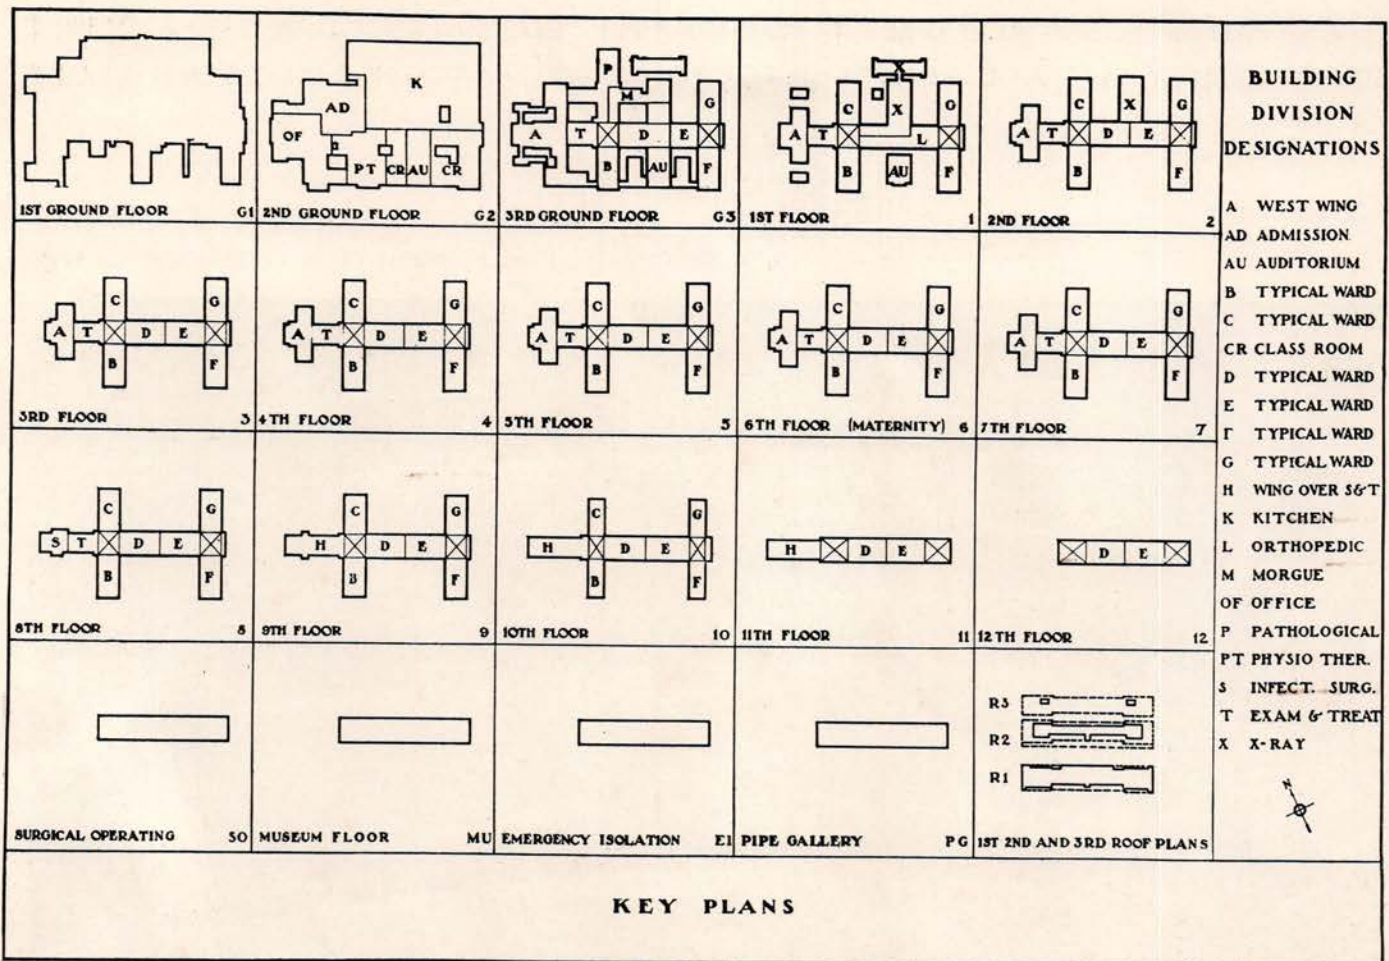 AD
K
OF
PT
CR
AU
CR
1ST GROUND FLOOR G1
2ND GROUND FLOOR G2
P
M
G
A T D E
B AU F
3RD GROUND FLOOR G3
X
C X G
A T L
B AU F
1ST FLOOR 1
C X G
A T D E
B F
2ND FLOOR 2
C G
A T D E
B F
3RD FLOOR 3
C G
A T D E
B F
4TH FLOOR 4
C G
A T D E
B F
5TH FLOOR 5
C G
A T D E
B F
6TH FLOOR (MATERNITY) 6
C G
A T D E
B F
7TH FLOOR 7
C G
S T D E
B F
8TH FLOOR 8
C G
H D E
B F
9TH FLOOR 9
C G
H D E
B F
10TH FLOOR 10
H D E
11TH FLOOR 11
D E
12TH FLOOR 12
SURGICAL OPERATING SO
MUSEUM FLOOR MU
EMERGENCY ISOLATION EI
PIPE GALLERY PG
R3
R2
R1
1ST 2ND AND 3RD ROOF PLANS
BUILDING
DIVISION
DESIGNATIONS
A WEST WING
AD ADMISSION
AU AUDITORIUM
B TYPICAL WARD
C TYPICAL WARD
CR CLASS ROOM
D TYPICAL WARD
E TYPICAL WARD
F TYPICAL WARD
G TYPICAL WARD
H WING OVER S&T
K KITCHEN
L ORTHOPEDIC
M MORGUE
OF OFFICE
P PATHOLOGICAL
PT PHYSIO THER.
S INFECT. SURG.
T EXAM & TREAT
X X-RAY
N
KEY PLANS